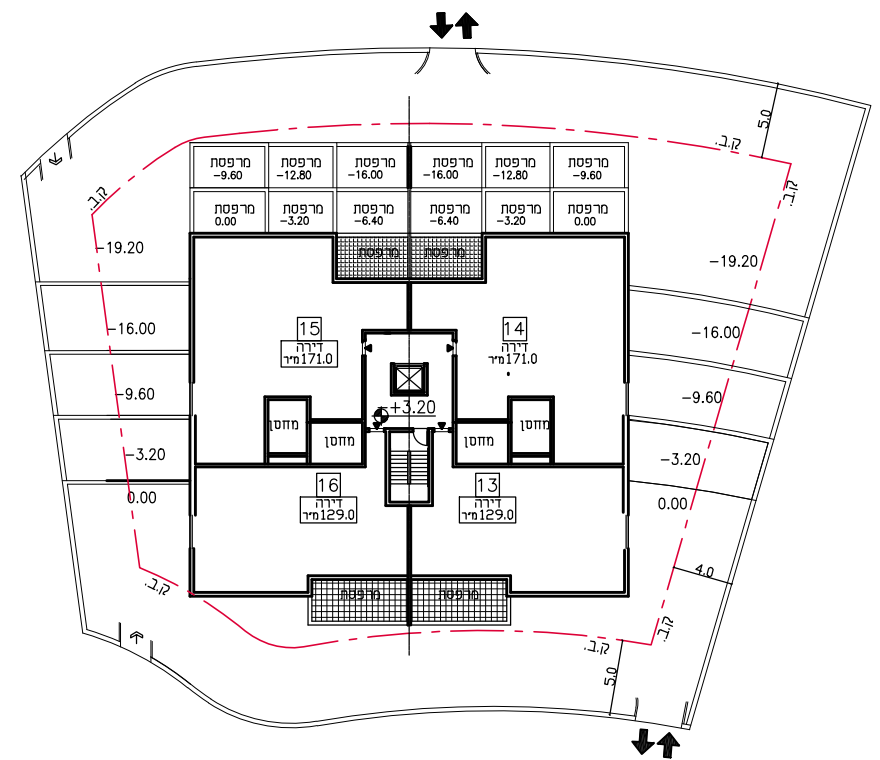 5.0
ק.ב.
ק.ב.
ק.ב.
מרפסת
-9.60
מרפסת
-12.80
מרפסת
-16.00
מרפסת
-16.00
מרפסת
-12.80
מרפסת
-9.60
מרפסת
0.00
מרפסת
-3.20
מרפסת
-6.40
מרפסת
-6.40
מרפסת
-3.20
מרפסת
0.00
מרפסת
מרפסת
-19.20
-19.20
-16.00
-16.00
15
דירה
171.0 מ"ר
14
דירה
171.0 מ"ר
-9.60
-9.60
+3.20
מחסן
מחסן
מחסן
מחסן
-3.20
-3.20
0.00
0.00
16
דירה
129.0 מ"ר
13
דירה
129.0 מ"ר
4.0
ק.ב.
מרפסת
מרפסת
ק.ב.
ק.ב.
5.0